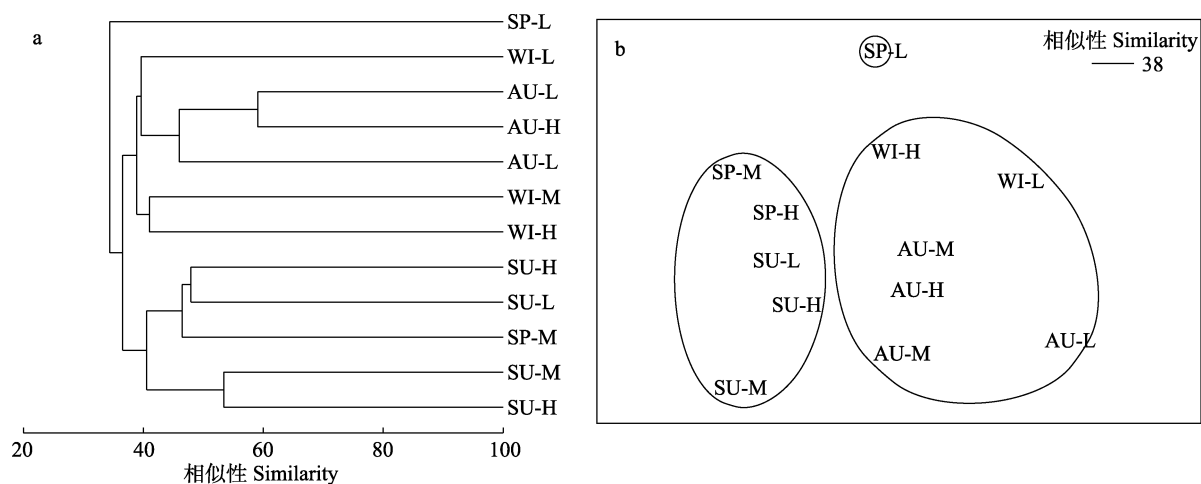 a
SP-L
WI-L
AU-L
AU-H
AU-L
WI-M
WI-H
SU-H
SU-L
SP-M
SU-M
SU-H
20 40 60 80 100
相似性 Similarity
b
相似性 Similarity
38
SP-L
WI-H
SP-M
WI-L
SP-H
AU-M
SU-L
AU-H
SU-H
AU-L
AU-M
SU-M